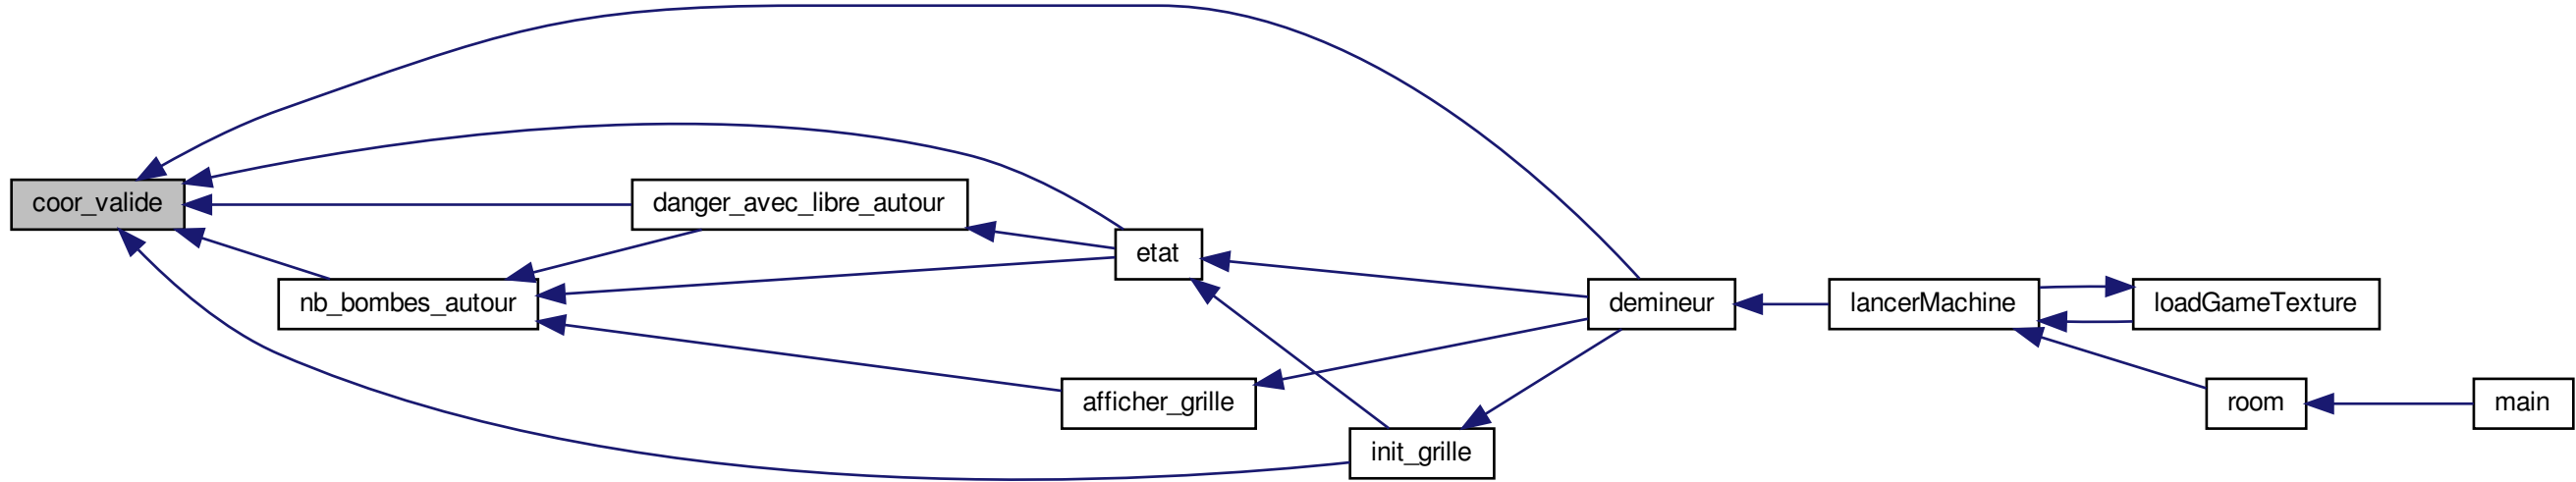 coor_valide
danger_avec_libre_autour
etat
nb_bombes_autour
demineur
lancerMachine
loadGameTexture
afficher_grille
room
main
init_grille